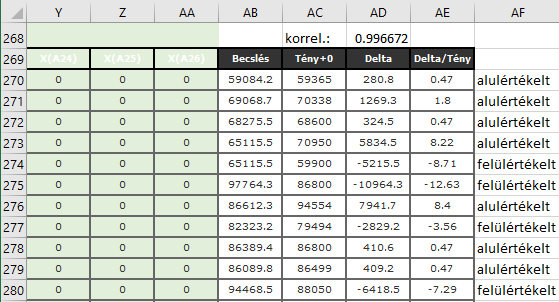 Y Z AA AB AC AD AE AF
268 korrel.: 0.996672
269 X(A24) X(A25) X(A26) Becslés Tény+0 Delta Delta/Tény
270 0 0 0 59084.2 59365 280.8 0.47 alulértékelt
271 0 0 0 69068.7 70338 1269.3 1.8 alulértékelt
272 0 0 0 68275.5 68600 324.5 0.47 alulértékelt
273 0 0 0 65115.5 70950 5834.5 8.22 alulértékelt
274 0 0 0 65115.5 59900 -5215.5 -8.71 felülértékelt
275 0 0 0 97764.3 86800 -10964.3 -12.63 felülértékelt
276 0 0 0 86612.3 94554 7941.7 8.4 alulértékelt
277 0 0 0 82323.2 79494 -2829.2 -3.56 felülértékelt
278 0 0 0 86389.4 86800 410.6 0.47 alulértékelt
279 0 0 0 86089.8 86499 409.2 0.47 alulértékelt
280 0 0 0 94468.5 88050 -6418.5 -7.29 felülértékelt